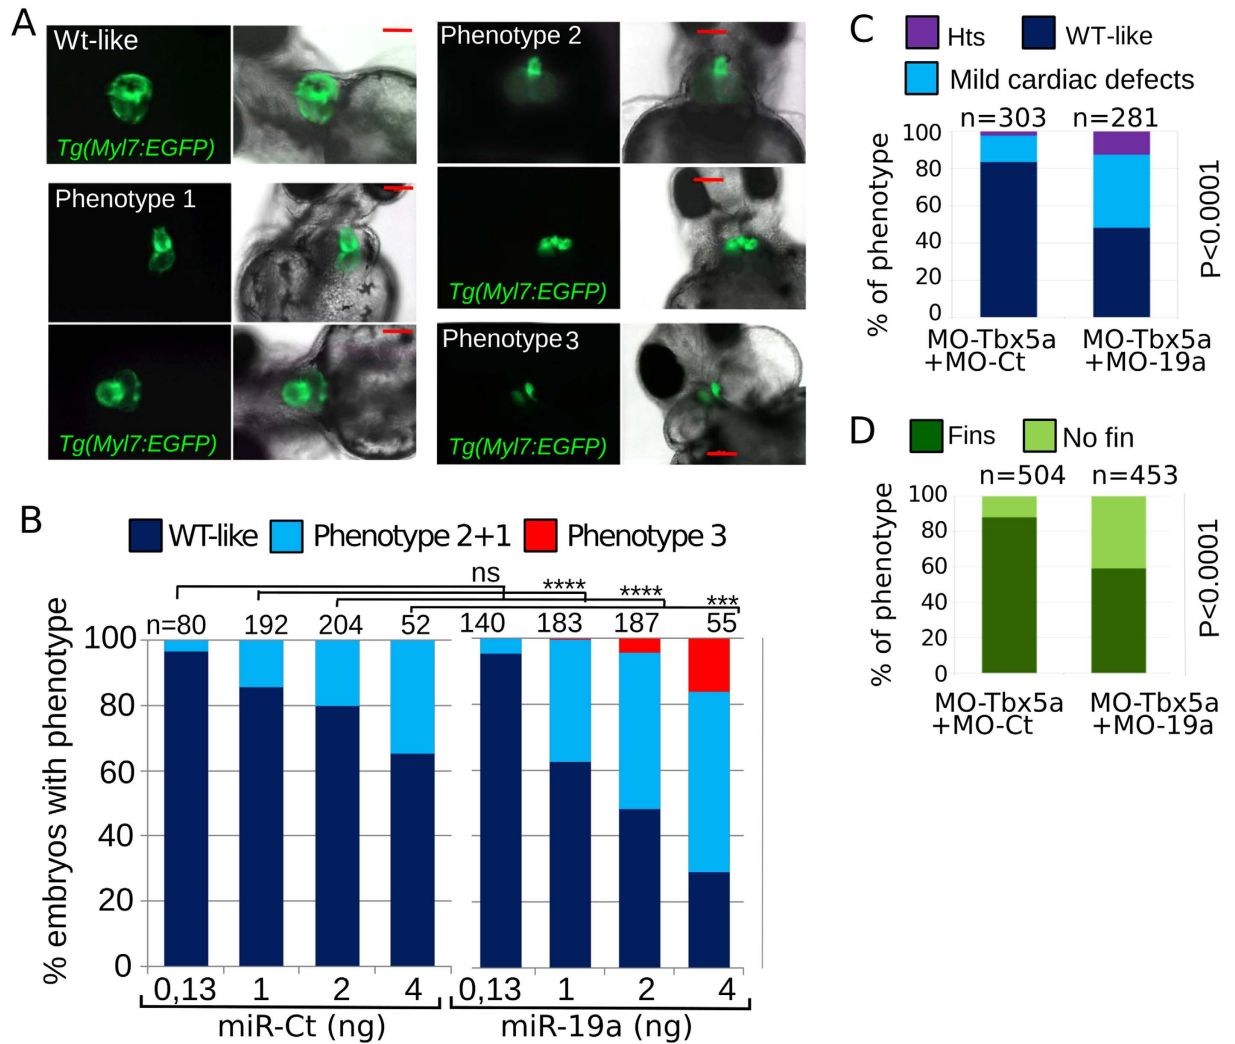 A
Wt-like
Tg(Myl7:EGFP)
Phenotype 1
Tg(Myl7:EGFP)
Phenotype 2
Tg(Myl7:EGFP)
Phenotype3
Tg(Myl7:EGFP)
B
WT-like Phenotype 2+1 Phenotype 3
ns **** **** ***
n=80 192 204 52 140 183 187 55
% embryos with phenotype
100
80
60
40
20
0
0,13 1 2 4 0,13 1 2 4
miR-Ct (ng) miR-19a (ng)
C
Hts WT-like
Mild cardiac defects
n=303 n=281
% of phenotype
100
80
60
40
20
0
P<0.0001
MO-Tbx5a MO-Tbx5a
+MO-Ct +MO-19a
D
Fins No fin
n=504 n=453
% of phenotype
100
80
60
40
20
0
P<0.0001
MO-Tbx5a MO-Tbx5a
+MO-Ct +MO-19a